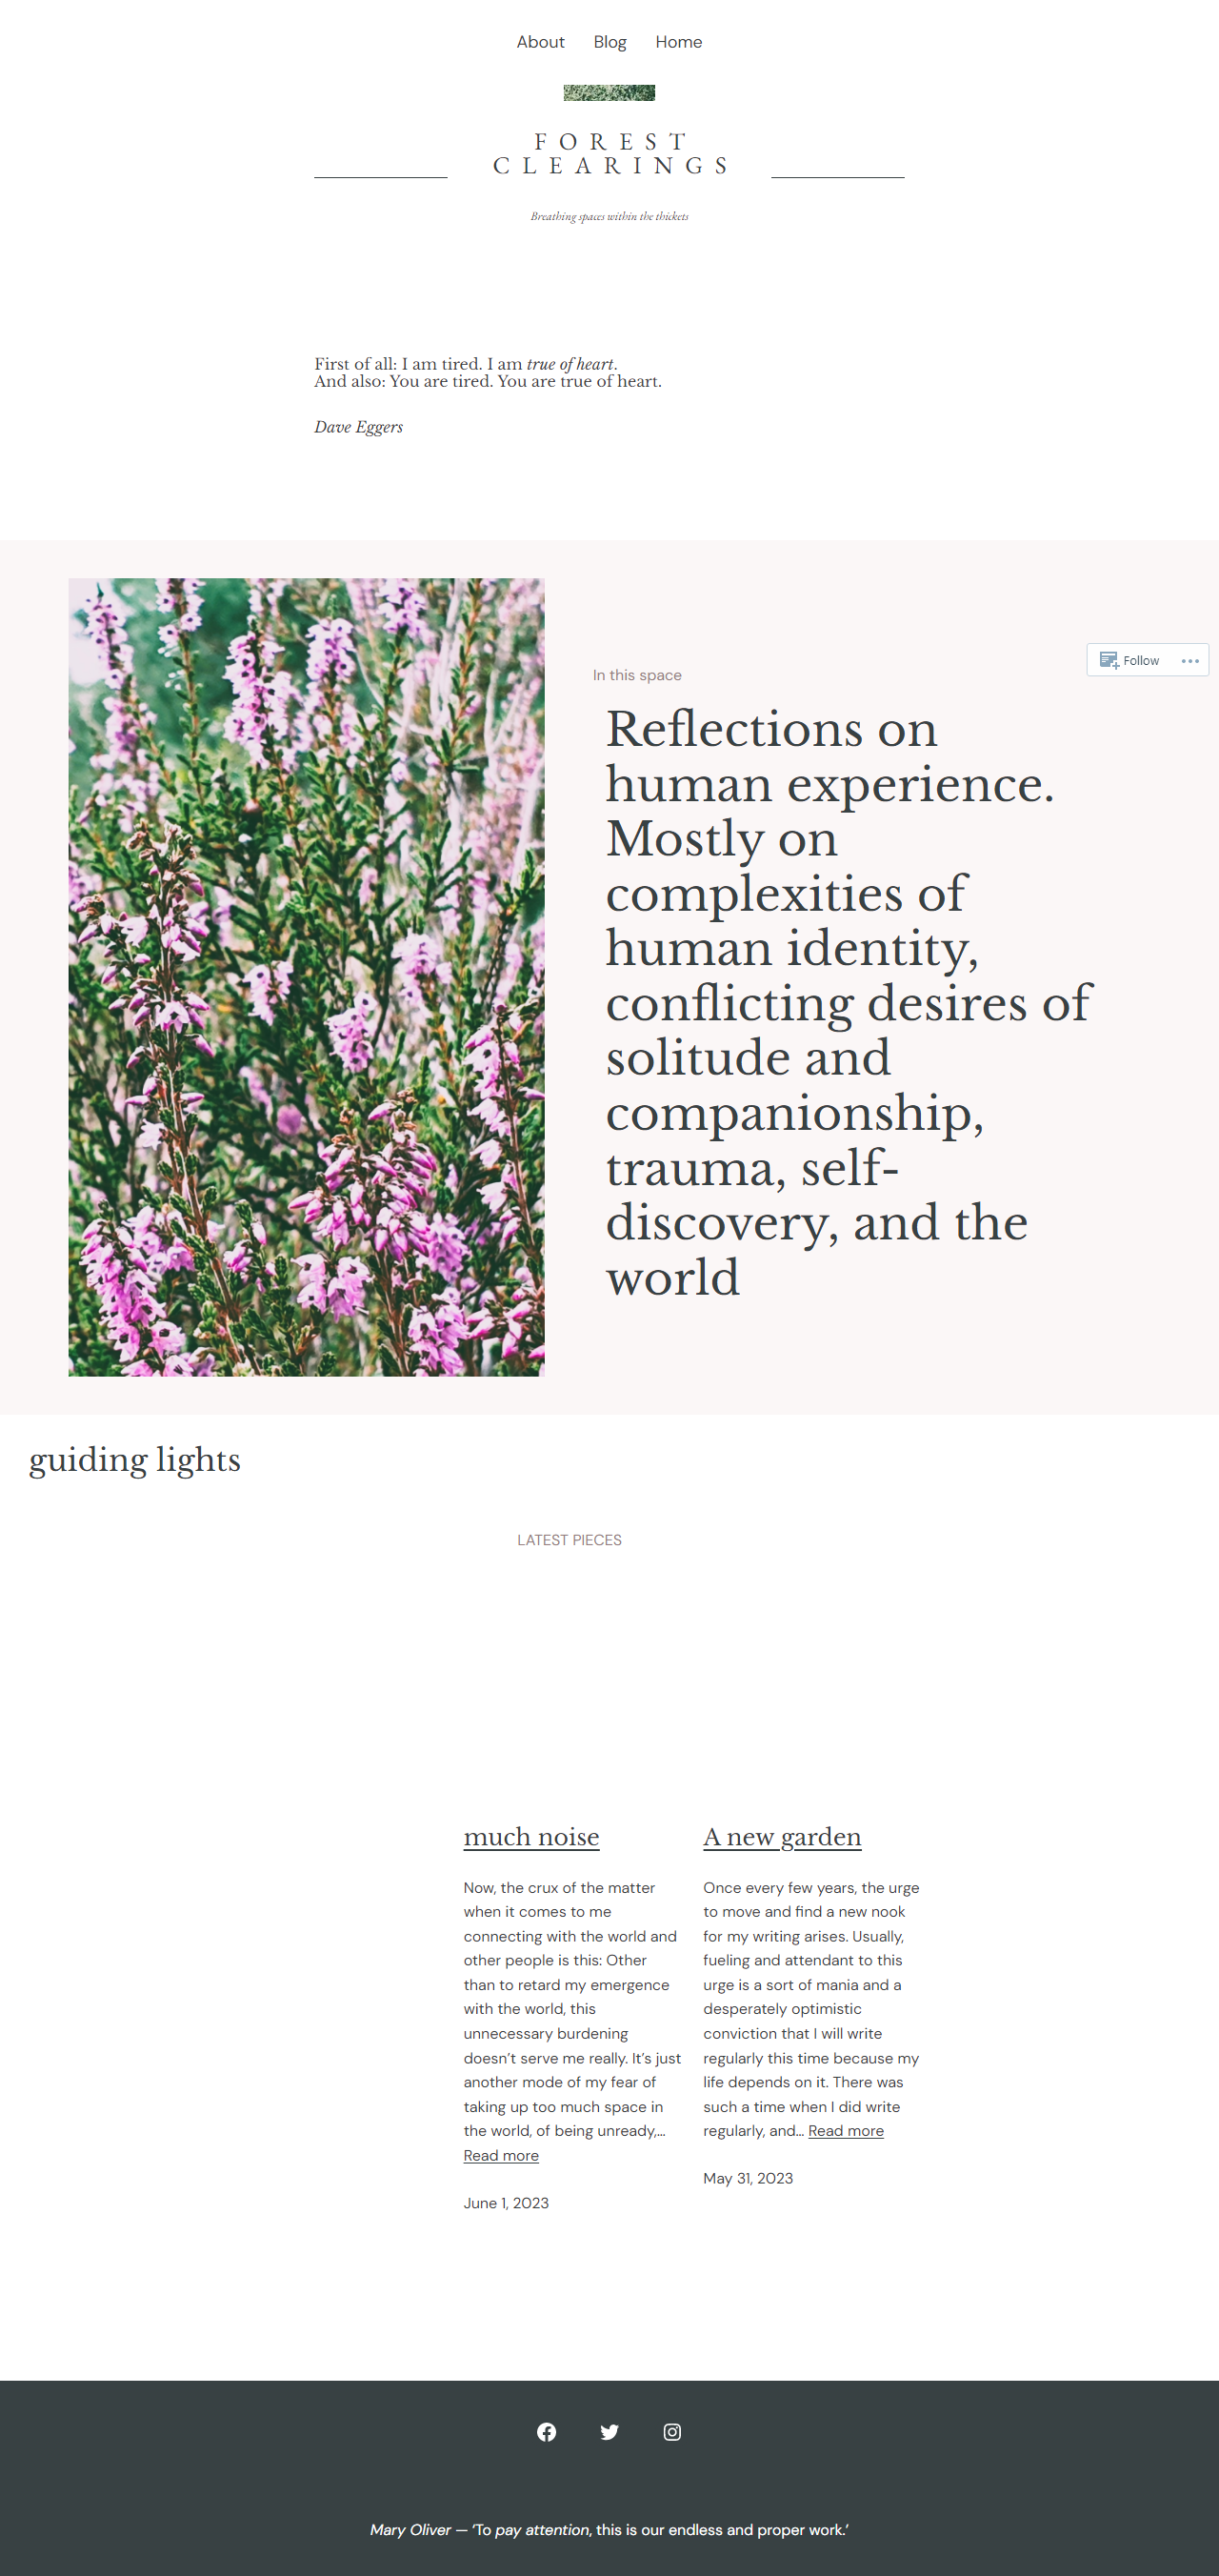 About Blog Home
FOREST
CLEARINGS
Breathing spaces within the thickets
First of all: I am tired. I am true of heart.
And also: You are tired. You are true of heart.
Dave Eggers
Follow
In this space
Reflections on
human experience.
Mostly on
complexities of
human identity,
conflicting desires of
solitude and
companionship,
trauma, self-
discovery, and the
world
guiding lights
LATEST PIECES
much noise
Now, the crux of the matter
when it comes to me
connecting with the world and
other people is this: Other
than to retard my emergence
with the world, this
unnecessary burdening
doesn’t serve me really. It’s just
another mode of my fear of
taking up too much space in
the world, of being unready,…
Read more
June 1, 2023
A new garden
Once every few years, the urge
to move and find a new nook
for my writing arises. Usually,
fueling and attendant to this
urge is a sort of mania and a
desperately optimistic
conviction that I will write
regularly this time because my
life depends on it. There was
such a time when I did write
regularly, and… Read more
May 31, 2023
Mary Oliver — ‘To pay attention, this is our endless and proper work.’